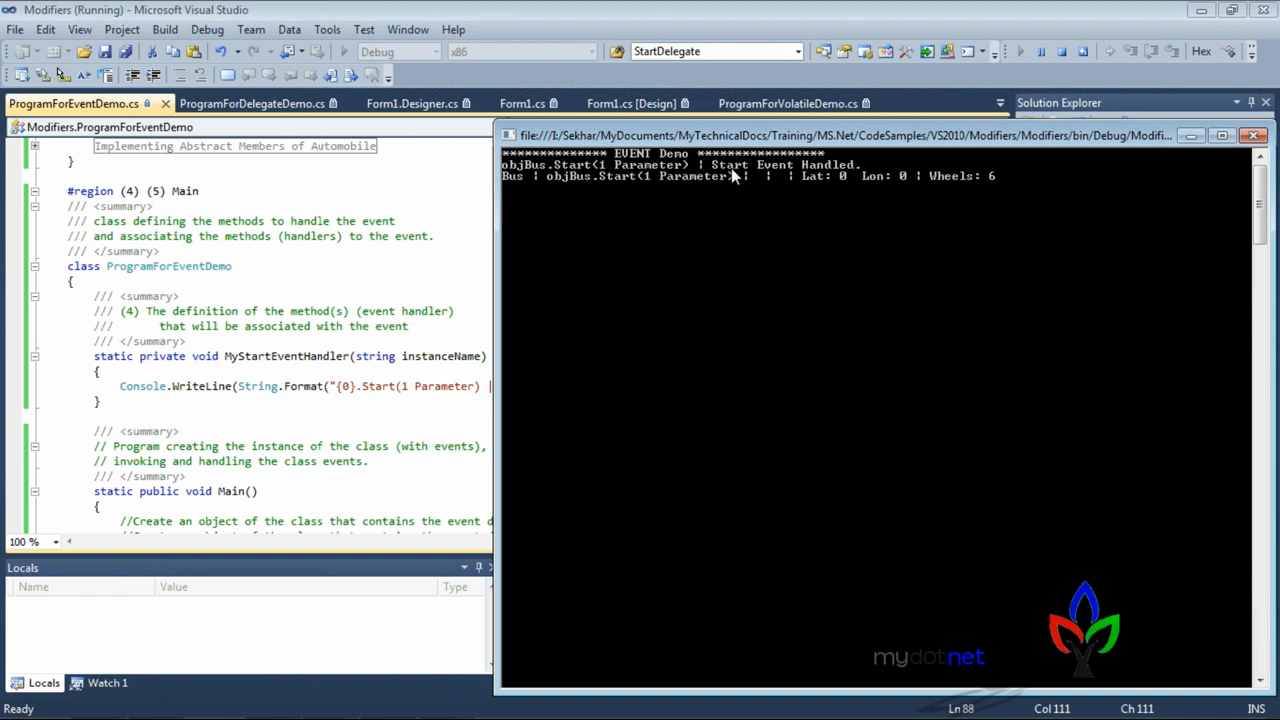 Modifiers (Running) - Microsoft Visual Studio
File Edit View Project Build Debug Team Data Tools Test Window Help
Debug x86 StartDelegate Hex
ProgramForEventDemo.cs ProgramForDelegateDemo.cs Form1.Designer.cs Form1.cs Form1.cs [Design] ProgramForVolatileDemo.cs Solution Explorer
Modifiers.ProgramForEventDemo
Implementing Abstract Members of Automobile
}
#region (4) (5) Main
/// <summary>
/// class defining the methods to handle the event
/// and associating the methods (handlers) to the event.
/// </summary>
class ProgramForEventDemo
{
/// <summary>
/// (4) The definition of the method(s) (event handler)
/// that will be associated with the event
/// </summary>
static private void MyStartEventHandler(string instanceName)
{
Console.WriteLine(String.Format("{0}.Start(1 Parameter) |
}
/// <summary>
// Program creating the instance of the class (with events),
// invoking and handling the class events.
/// </summary>
static public void Main()
{
//Create an object of the class that contains the event d
100 %
Locals
Name Value Type
Locals Watch 1
file:///I:/Sekhar/MyDocuments/MyTechnicalDocs/Training/MS.Net/CodeSamples/VS2010/Modifiers/Modifiers/bin/Debug/Modifi...
************** EVENT Demo *****************
objBus.Start(1 Parameter) | Start Event Handled.
Bus | objBus.Start(1 Parameter) | | | Lat: 0 Lon: 0 | Wheels: 6
mydotnet
Ready Ln 88 Col 111 Ch 111 INS